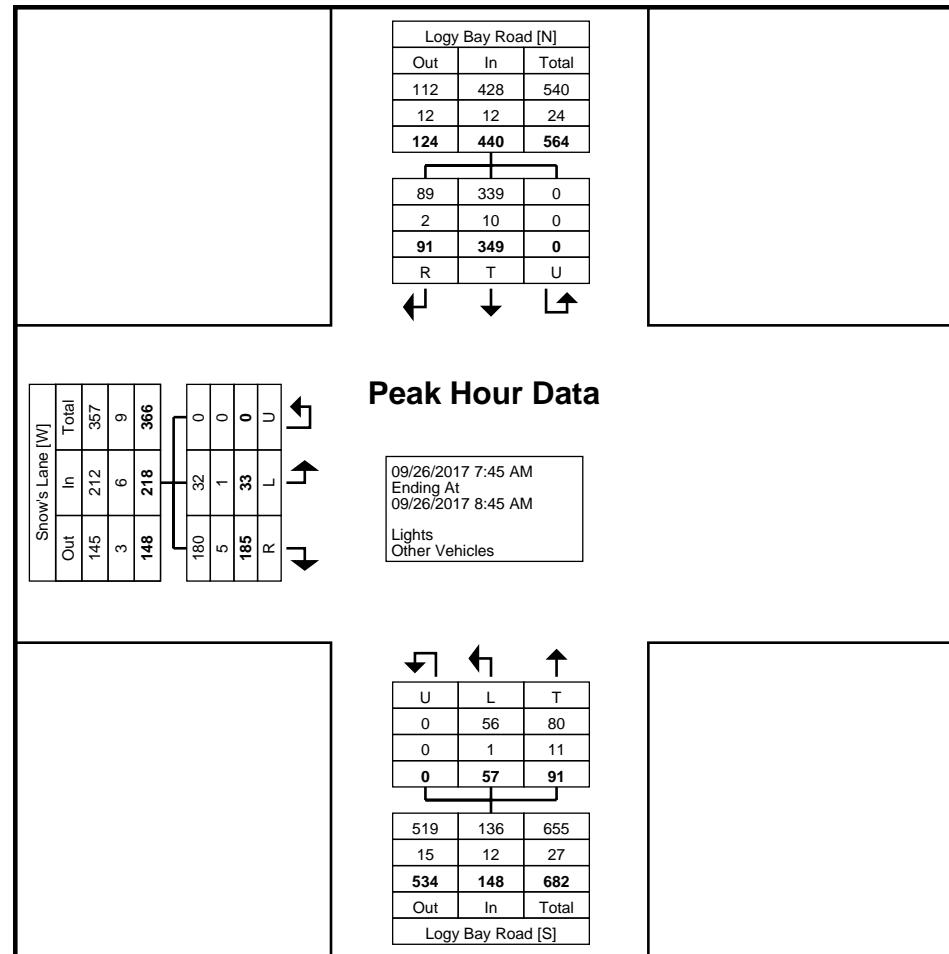 Logy Bay Road [N]
Out In Total
112 428 540
12 12 24
124 440 564
89 339 0
2 10 0
91 349 0
R T U
Peak Hour Data
Snow's Lane [W]
Out In Total
145 212 357
3 6 9
148 218 366
180 32 0
5 1 0
185 33 0
R L U
09/26/2017 7:45 AM
Ending At
09/26/2017 8:45 AM
Lights
Other Vehicles
U L T
0 56 80
0 1 11
0 57 91
519 136 655
15 12 27
534 148 682
Out In Total
Logy Bay Road [S]